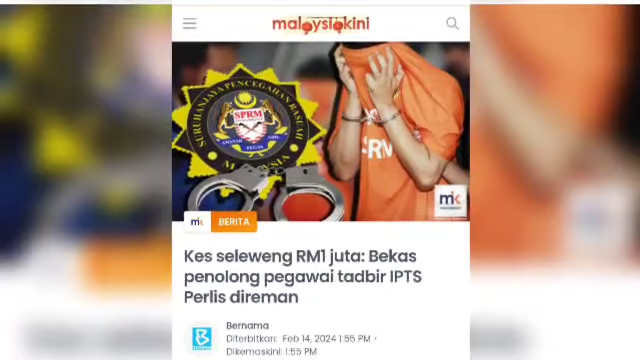 malaysiakini
SURUHANJAYA PENCEGAHAN RASUAH
SPRM
MALAYSIA
SPRM
mk
mk BERITA
Kes seleweng RM1 juta: Bekas
penolong pegawai tadbir IPTS
Perlis direman
Bernama
Diterbitkan: Feb 14, 2024 1:55 PM ·
Dikemaskini: 1:55 PM